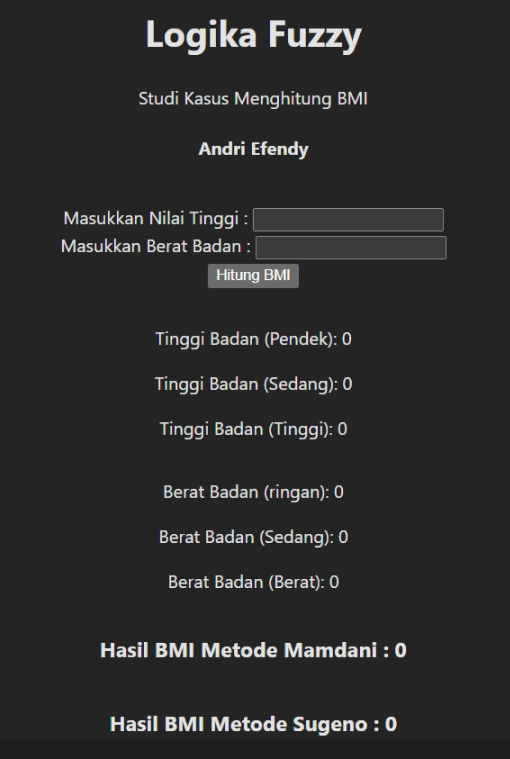 Logika Fuzzy
Studi Kasus Menghitung BMI
Andri Efendy
Masukkan Nilai Tinggi :
Masukkan Berat Badan :
Hitung BMI
Tinggi Badan (Pendek): 0
Tinggi Badan (Sedang): 0
Tinggi Badan (Tinggi): 0
Berat Badan (ringan): 0
Berat Badan (Sedang): 0
Berat Badan (Berat): 0
Hasil BMI Metode Mamdani : 0
Hasil BMI Metode Sugeno : 0